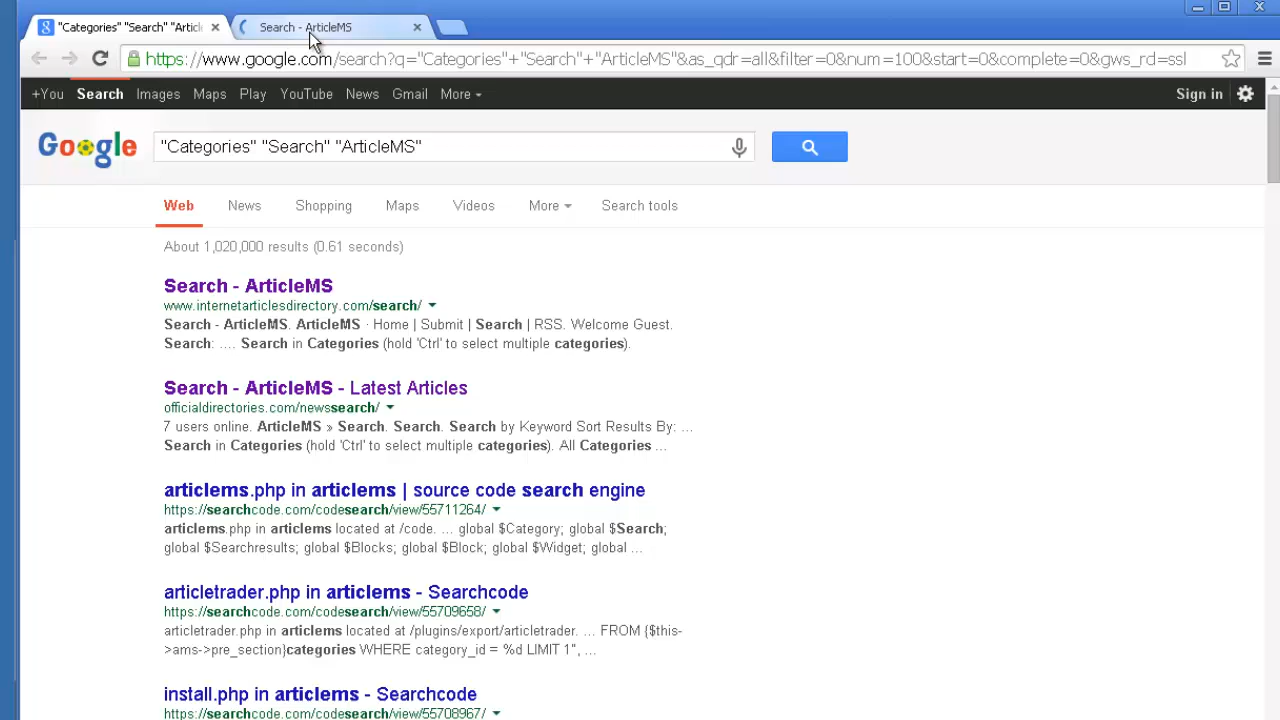 "Categories" "Search" "Articl
Search - ArticleMS
https://www.google.com/search?q="Categories"+"Search"+"ArticleMS"&as_qdr=all&filter=0&num=100&start=0&complete=0&gws_rd=ssl
+You Search Images Maps Play YouTube News Gmail More Sign in
Google
"Categories" "Search" "ArticleMS"
Web News Shopping Maps Videos More Search tools
About 1,020,000 results (0.61 seconds)
Search - ArticleMS
www.internetarticlesdirectory.com/search/
Search - ArticleMS. ArticleMS · Home | Submit | Search | RSS. Welcome Guest.
Search: .... Search in Categories (hold 'Ctrl' to select multiple categories).
Search - ArticleMS - Latest Articles
officialdirectories.com/newssearch/
7 users online. ArticleMS » Search. Search. Search by Keyword Sort Results By: ...
Search in Categories (hold 'Ctrl' to select multiple categories). All Categories ...
articlems.php in articlems | source code search engine
https://searchcode.com/codesearch/view/55711264/
articlems.php in articlems located at /code. ... global $Category; global $Search;
global $Searchresults; global $Blocks; global $Block; global $Widget; global ...
articletrader.php in articlems - Searchcode
https://searchcode.com/codesearch/view/55709658/
articletrader.php in articlems located at /plugins/export/articletrader. ... FROM {$this-
>ams->pre_section}categories WHERE category_id = %d LIMIT 1", ...
install.php in articlems - Searchcode
https://searchcode.com/codesearch/view/55708967/